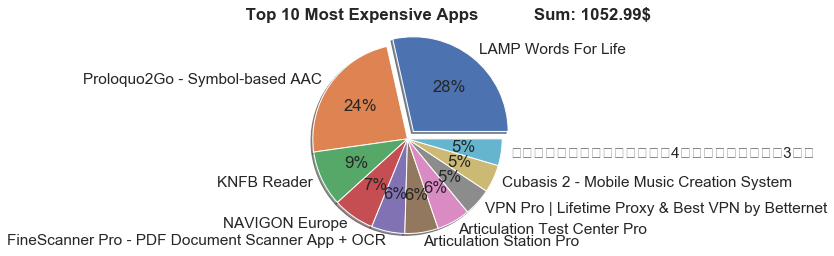 Top 10 Most Expensive Apps Sum: 1052.99$
LAMP Words For Life
28%
Proloquo2Go - Symbol-based AAC
24%
KNFB Reader
9%
NAVIGON Europe
7%
FineScanner Pro - PDF Document Scanner App + OCR
6%
Articulation Station Pro
6%
Articulation Test Center Pro
6%
VPN Pro | Lifetime Proxy & Best VPN by Betternet
5%
Cubasis 2 - Mobile Music Creation System
5%
4 3
5%